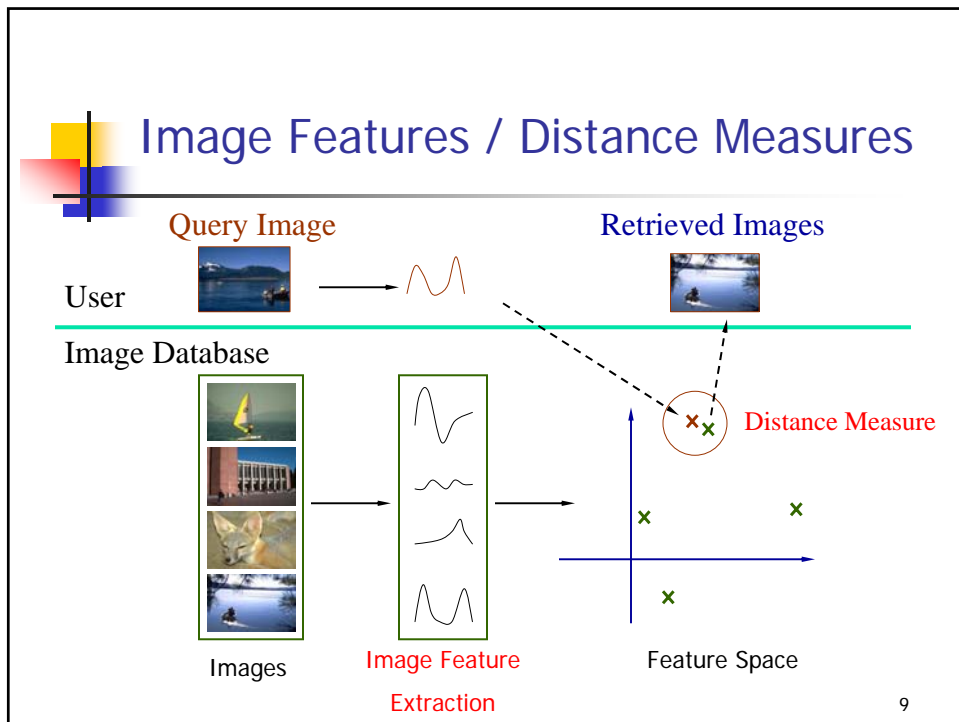 Image Features / Distance Measures
Query Image
Retrieved Images
User
Image Database
Distance Measure
Images
Image Feature
Extraction
Feature Space
9